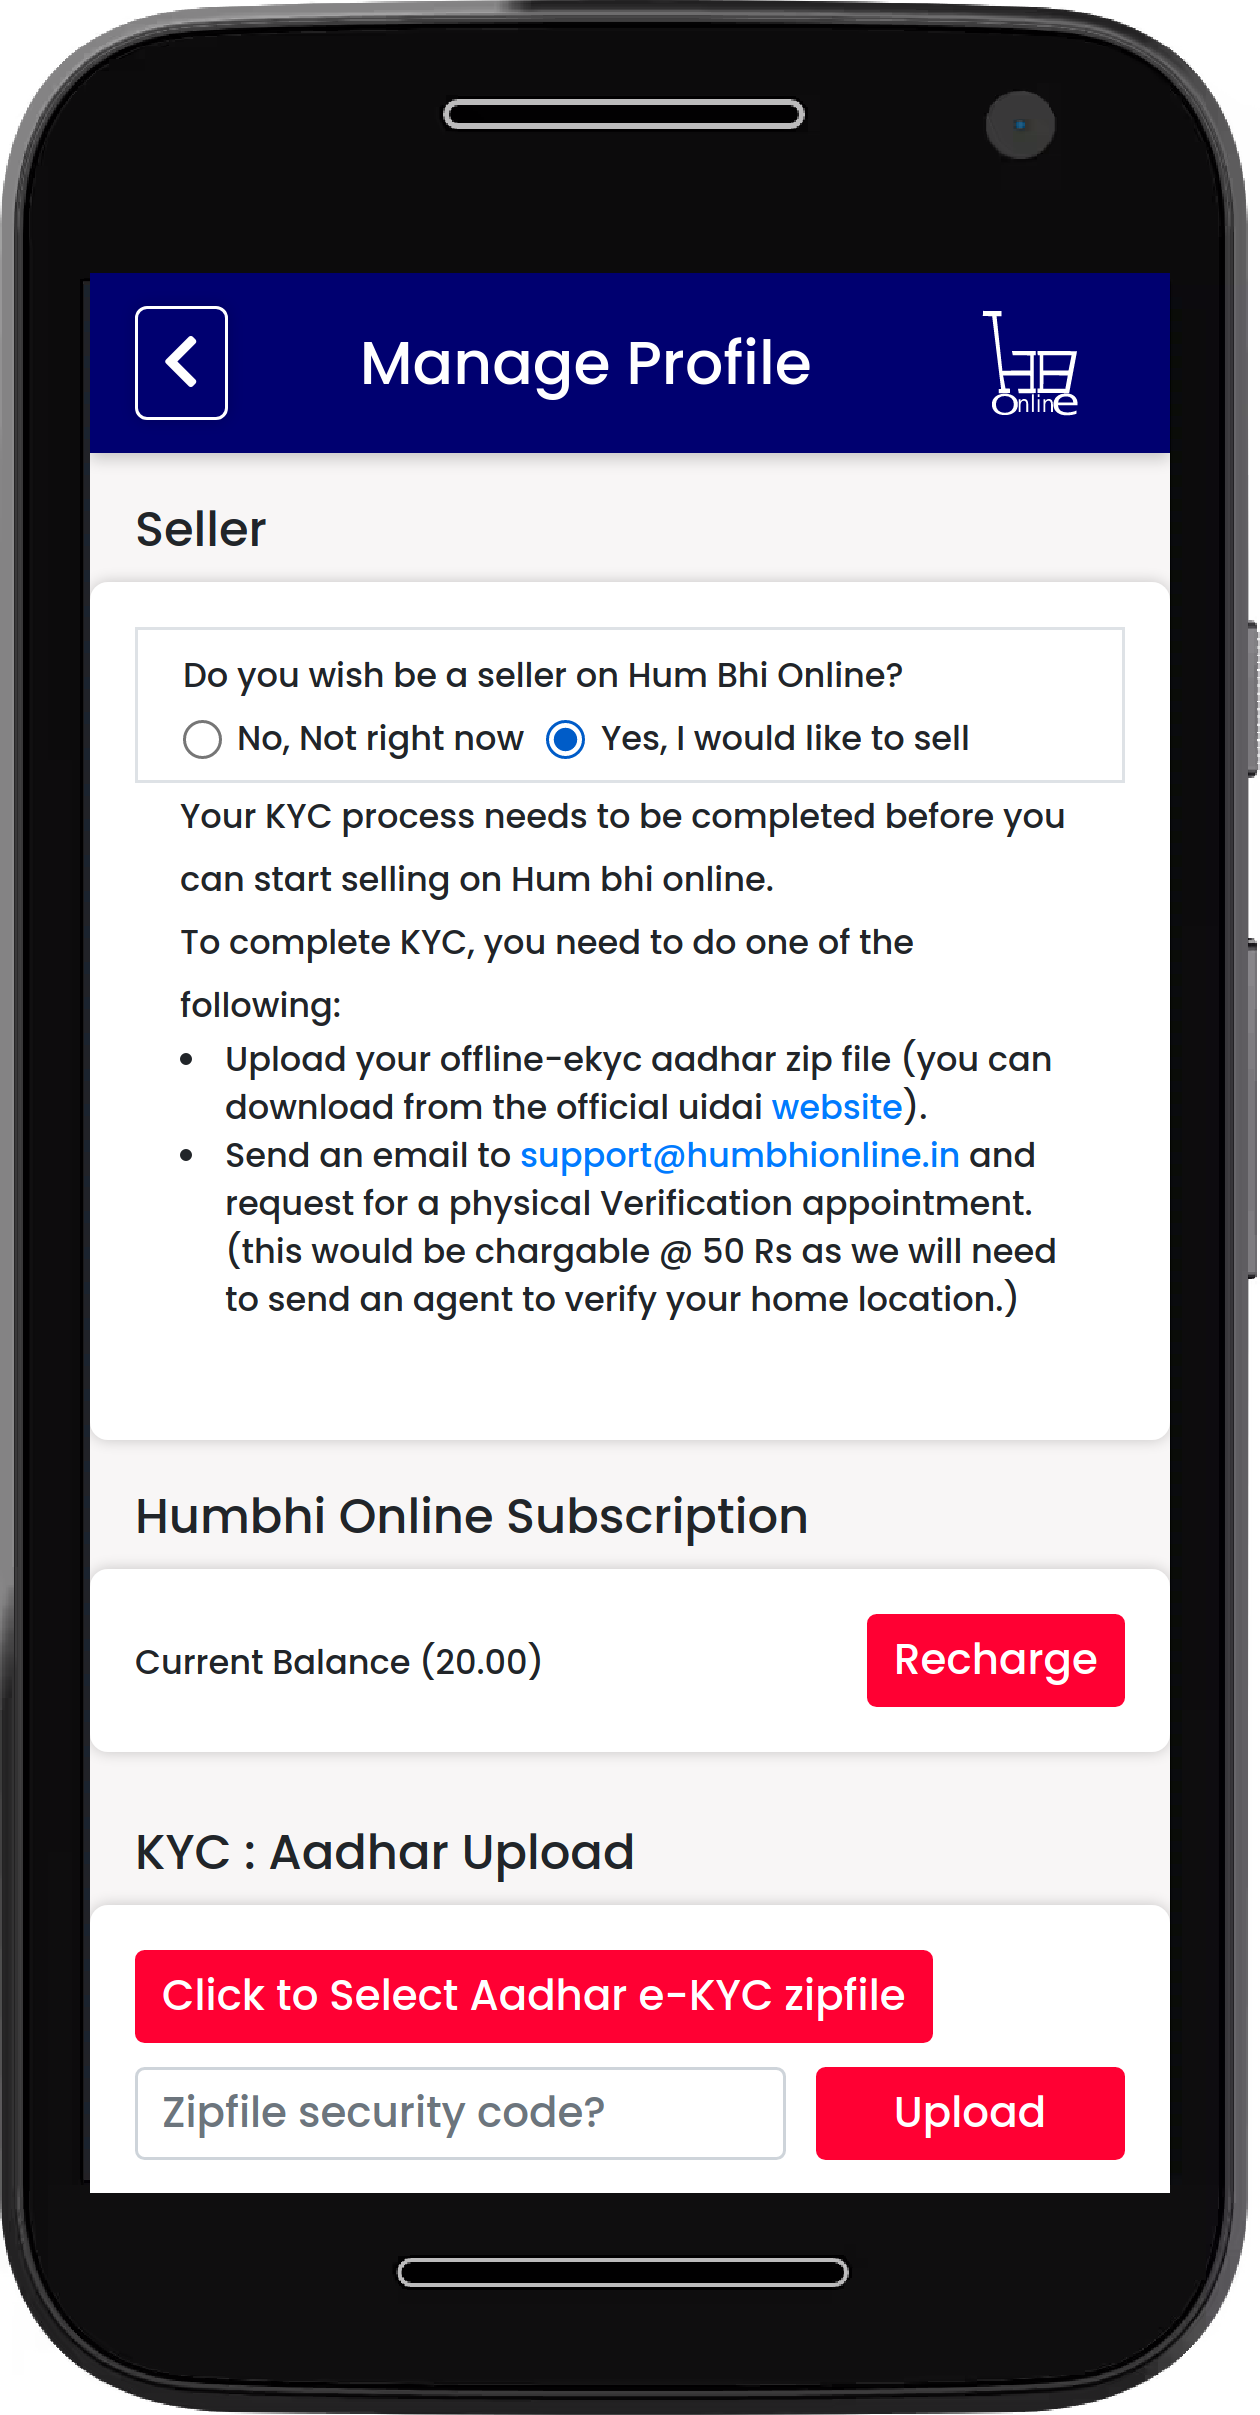 Manage Profile
OnlinE
Seller
Do you wish be a seller on Hum Bhi Online?
No, Not right now Yes, I would like to sell
Your KYC process needs to be completed before you
can start selling on Hum bhi online.
To complete KYC, you need to do one of the
following:
• Upload your offline-ekyc aadhar zip file (you can
download from the official uidai website).
• Send an email to support@humbhionline.in and
request for a physical Verification appointment.
(this would be chargable @ 50 Rs as we will need
to send an agent to verify your home location.)
Humbhi Online Subscription
Current Balance (20.00)
Recharge
KYC : Aadhar Upload
Click to Select Aadhar e-KYC zipfile
Zipfile security code?
Upload